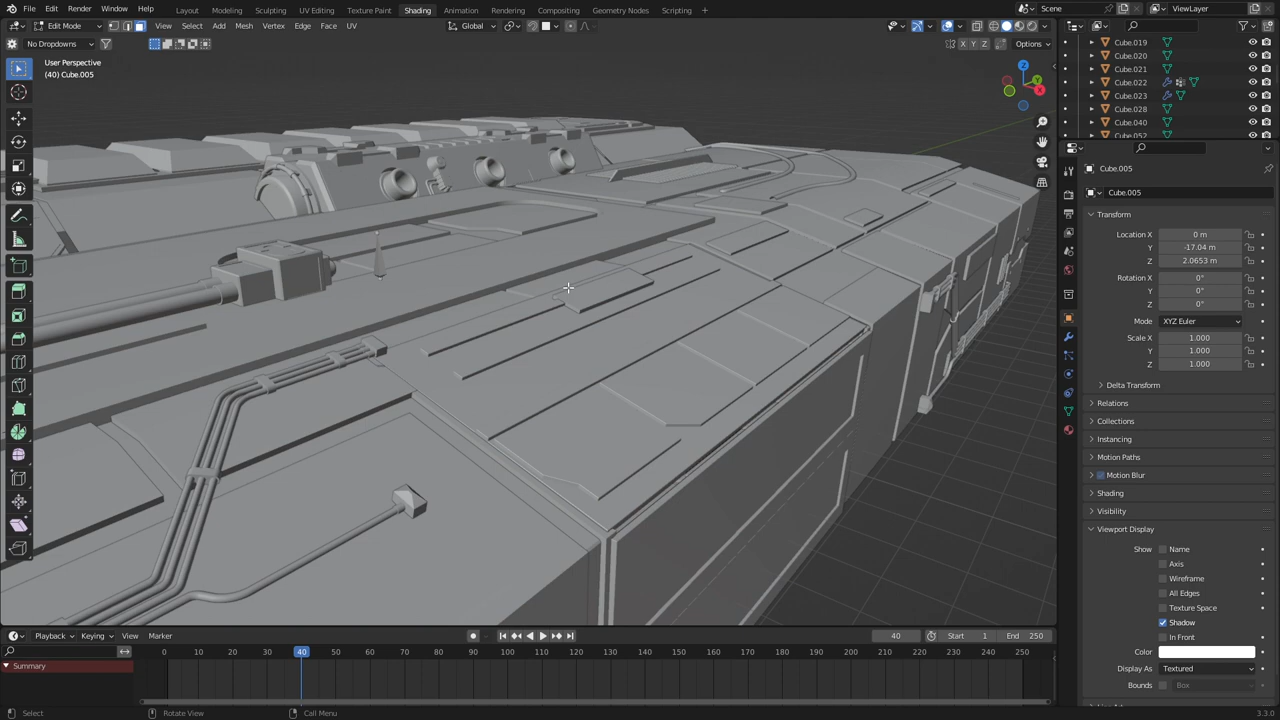 File Edit Render Window Help Layout Modeling Sculpting UV Editing Texture Paint Shading Animation Rendering Compositing Geometry Nodes Scripting + Scene ViewLayer
Edit Mode View Select Add Mesh Vertex Edge Face UV Global
No Dropdowns X Y Z Options
User Perspective
(40) Cube.005
Z
Y
X
Cube.019
Cube.020
Cube.021
Cube.022
Cube.023
Cube.028
Cube.040
Cube.052
Cube.005
Cube.005
Transform
Location X 0 m
Y -17.04 m
Z 2.0653 m
Rotation X 0°
Y 0°
Z 0°
Mode XYZ Euler
Scale X 1.000
Y 1.000
Z 1.000
Delta Transform
Relations
Collections
Instancing
Motion Paths
Motion Blur
Shading
Visibility
Viewport Display
Show Name
Axis
Wireframe
All Edges
Texture Space
Shadow
In Front
Color
Display As Textured
Bounds Box
Playback Keying View Marker 40 Start 1 End 250
0 10 20 30 40 50 60 70 80 90 100 110 120 130 140 150 160 170 180 190 200 210 220 230 240 250
Summary
Select Rotate View Call Menu 3.3.0